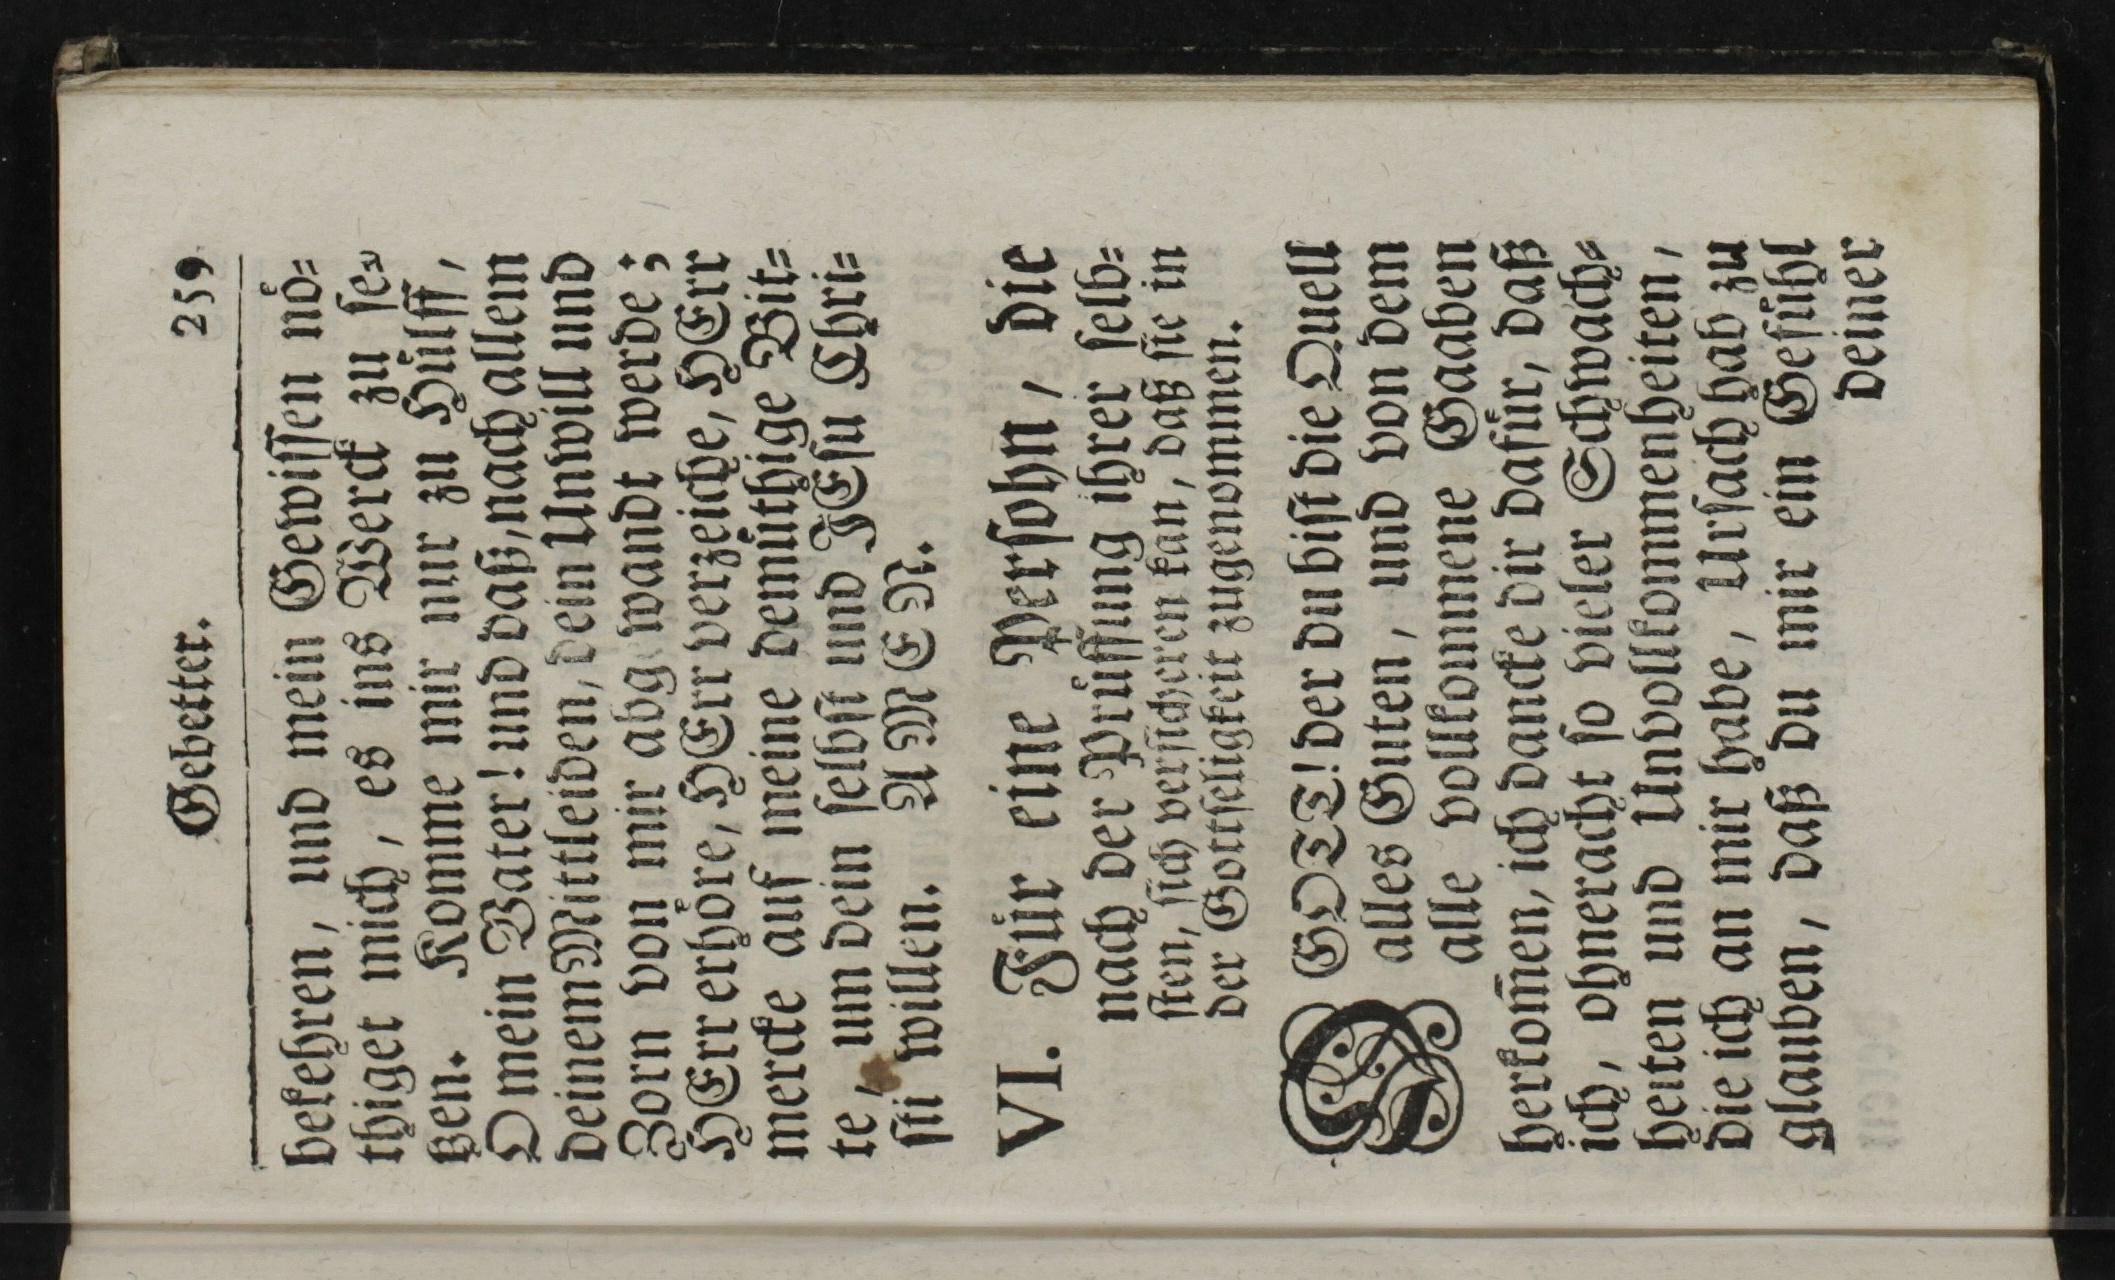 Gebetter. 259
bekehren, und mein Gewissen nö-
thiget mich, es ins Werck zu se-
tzen. Komme mir nur zu Hülff,
O mein Vater! und daß, nach allem
deinem Mittleiden, dein Unwill und
Zorn von mir abgewandt werde;
HErr erhöre, HErr verzeiche, HErr
mercke auf meine demüthige Bit-
te, um dein selbst und JEsu Chri-
sti willen. AMEN.
VI. Für eine Persohn, die
nach der Prüffung ihrer selb-
sten, sich versicheren kan, daß sie in
der Gottseligkeit zugenommen.
O GOTT! der du bist die Quell
alles Guten, und von dem
alle vollkommene Gaaben
herkom̅en, ich dancke dir dafür, daß
ich, ohneracht so vieler Schwach-
heiten und Unvollkommenheiten,
die ich an mir habe, Ursach hab zu
glauben, daß du mir ein Gefühl
deiner